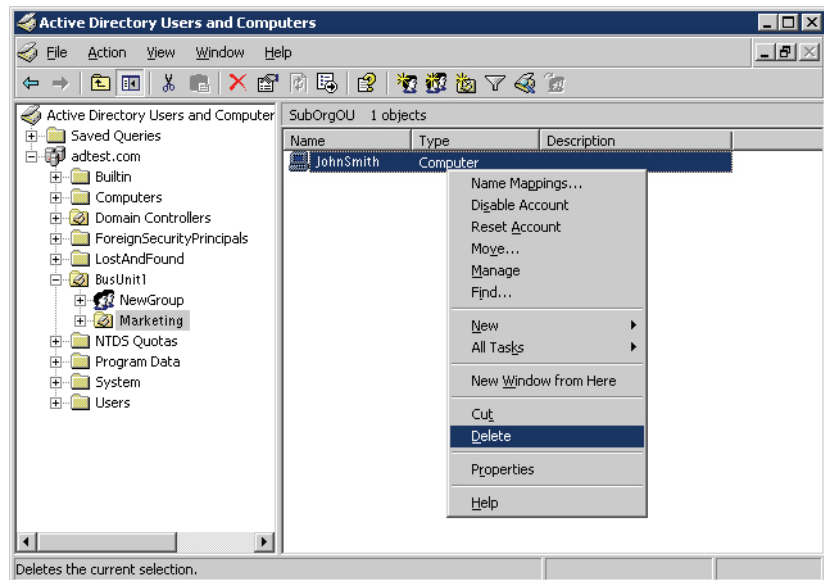 Active Directory Users and Computers
File Action View Window Help
Active Directory Users and Computer
Saved Queries
adtest.com
Builtin
Computers
Domain Controllers
ForeignSecurityPrincipals
LostAndFound
BusUnit1
NewGroup
Marketing
NTDS Quotas
Program Data
System
Users
SubOrgOU 1 objects
Name Type Description
JohnSmith Computer
Name Mappings...
Disable Account
Reset Account
Move...
Manage
Find...
New
All Tasks
New Window from Here
Cut
Delete
Properties
Help
Deletes the current selection.